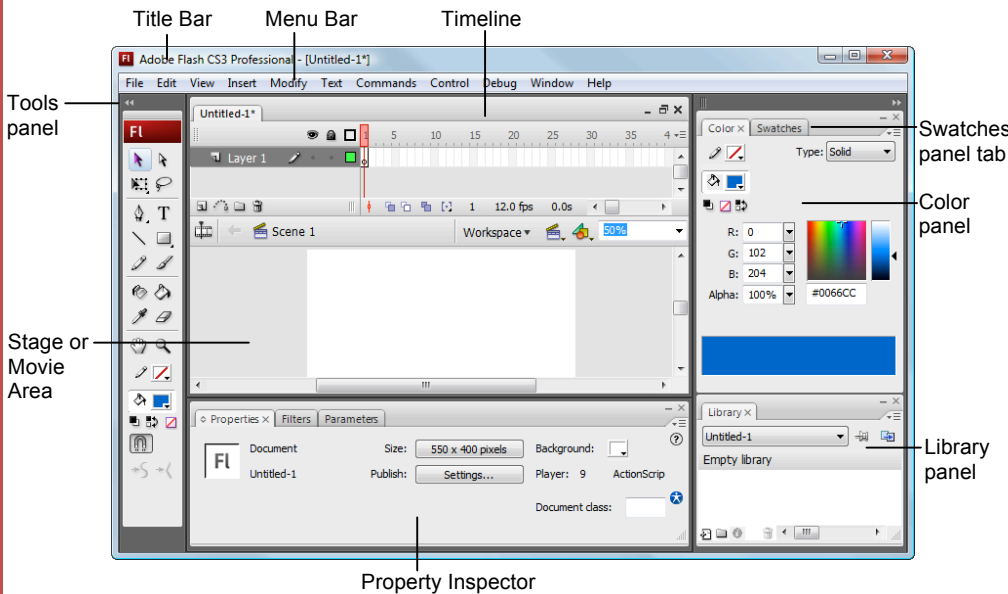 Title Bar
Menu Bar
Timeline
Fl Adobe Flash CS3 Professional - [Untitled-1*]
File Edit View Insert Modify Text Commands Control Debug Window Help
Tools panel
Fl
T
Untitled-1*
1 5 10 15 20 25 30 35 4
Layer 1
1 12.0 fps 0.0s
Scene 1
Workspace
50%
Color × Swatches
Type: Solid
R: 0
G: 102
B: 204
Alpha: 100% #0066CC
Swatches panel tab
Color panel
Stage or Movie Area
Properties × Filters Parameters
Fl
Document
Untitled-1
Size: 550 x 400 pixels
Background:
Publish: Settings...
Player: 9 ActionScrip
Document class:
Library ×
Untitled-1
Empty library
Library panel
Property Inspector